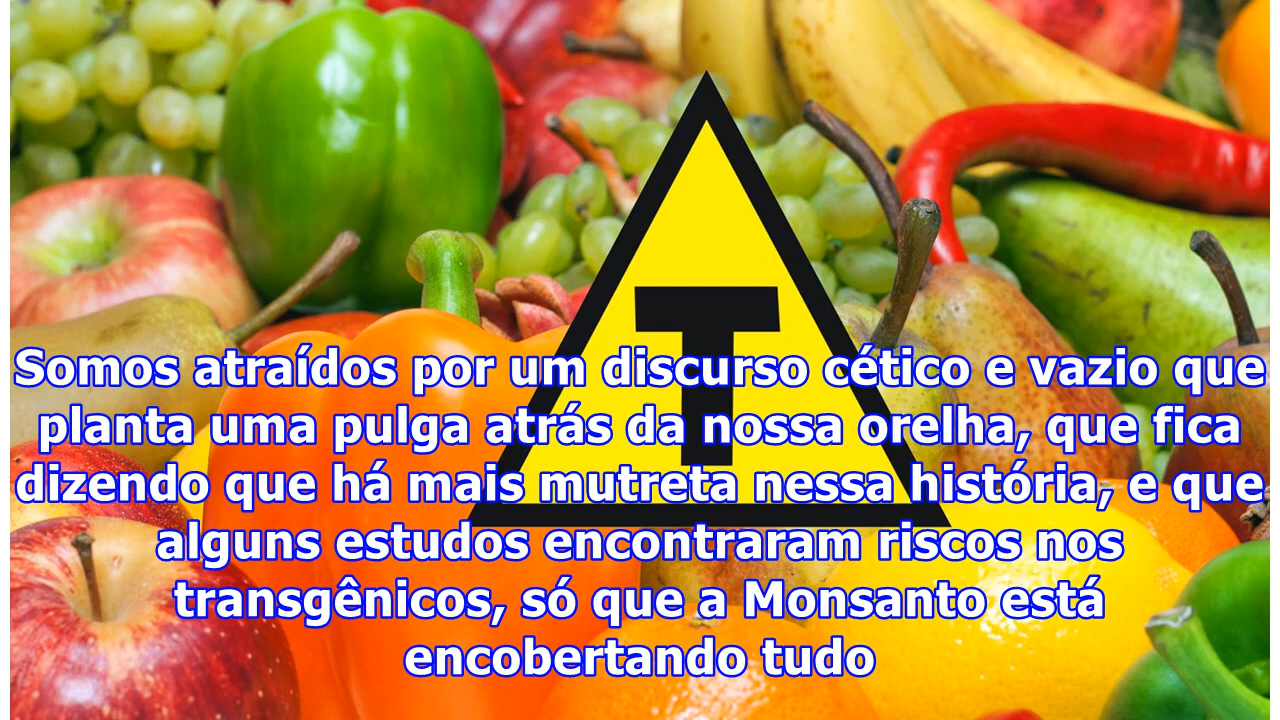 T
Somos atraídos por um discurso cético e vazio que
planta uma pulga atrás da nossa orelha, que fica
dizendo que há mais mutreta nessa história, e que
alguns estudos encontraram riscos nos
transgênicos, só que a Monsanto está
encobertando tudo